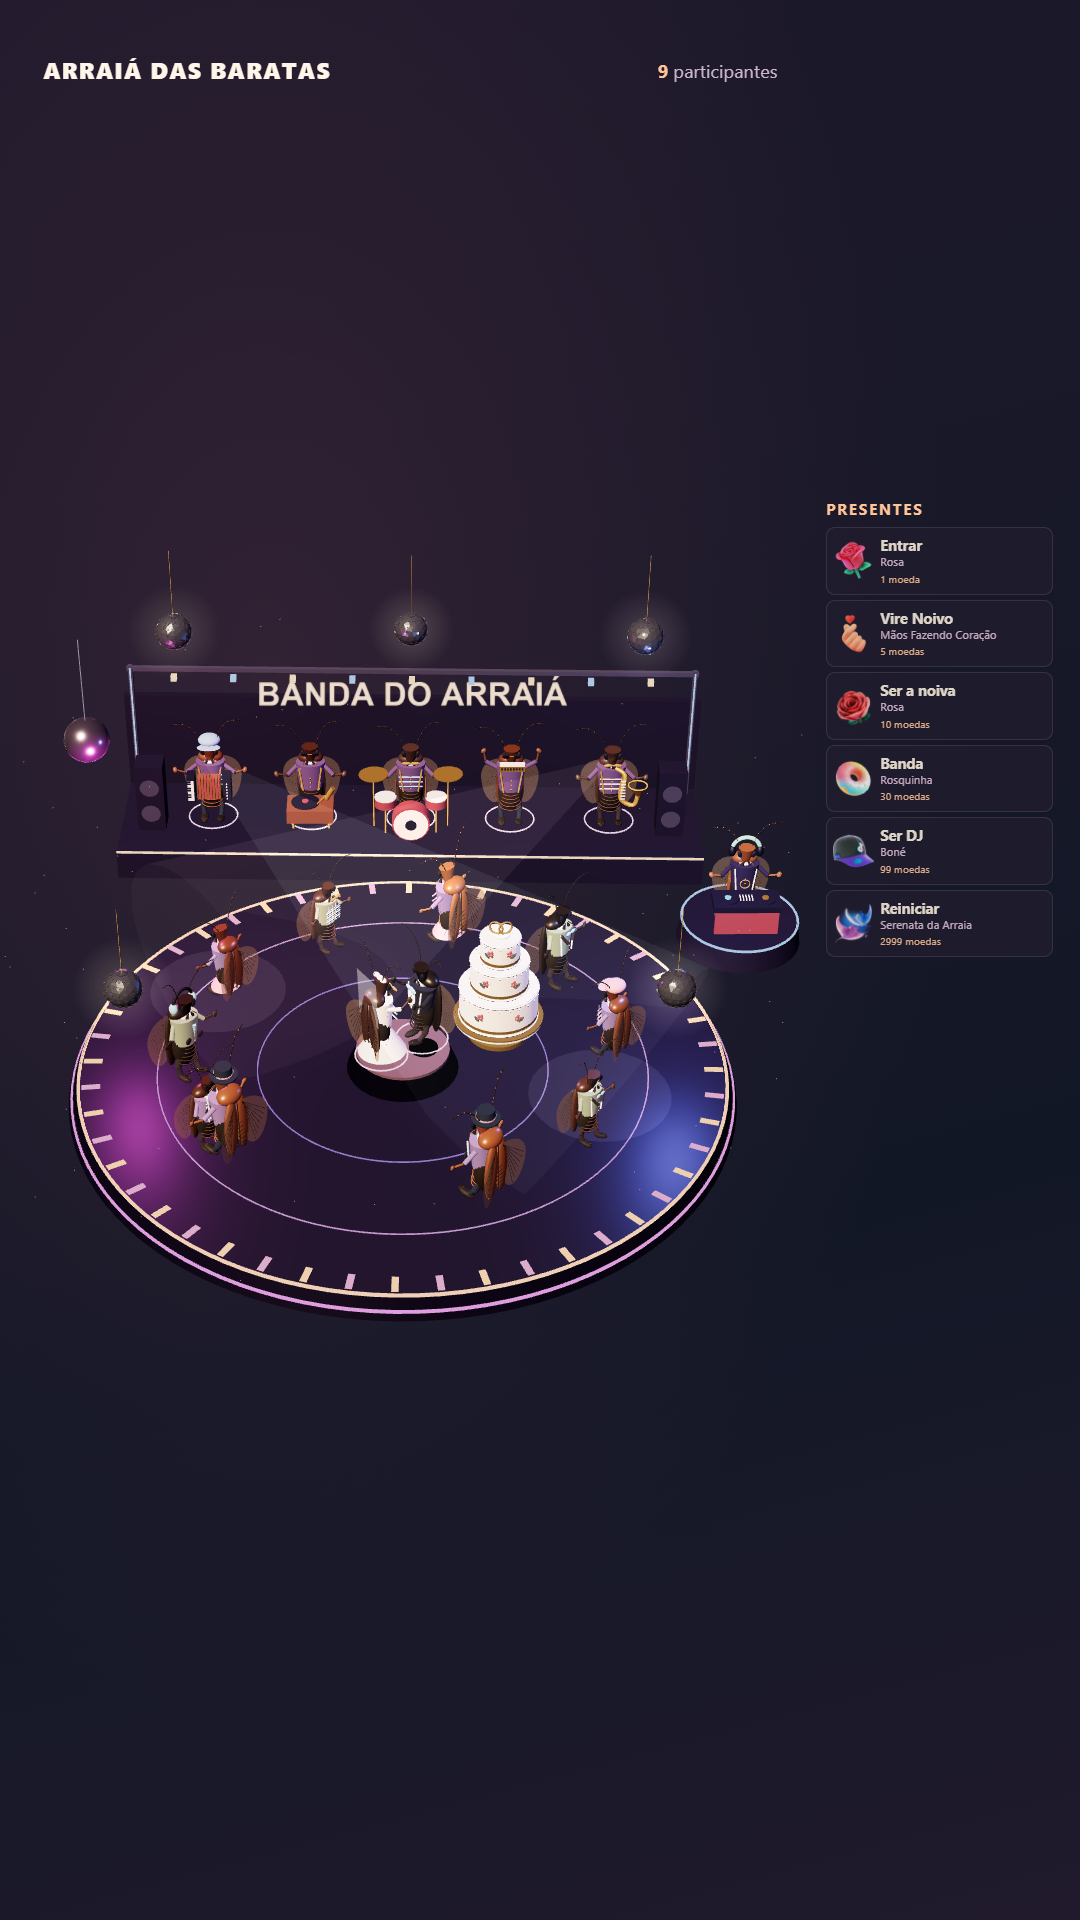 ARRAIÁ DAS BARATAS
9 participantes
PRESENTES
Entrar
Rosa
1 moeda
Vire Noivo
Mãos Fazendo Coração
5 moedas
Ser a noiva
Rosa
10 moedas
Banda
Rosquinha
30 moedas
Ser DJ
Boné
99 moedas
Reiniciar
Serenata da Arraia
2999 moedas
BANDA DO ARRAIÁ